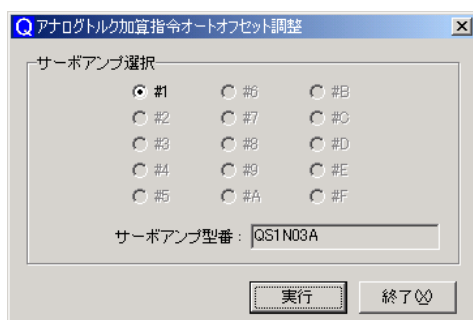 Q アナログトルク加算指令オートオフセット調整
サーボアンプ選択
#1 #6 #B
#2 #7 #C
#3 #8 #D
#4 #9 #E
#5 #A #F
サーボアンプ型番 : QS1N03A
実行 終了(X)